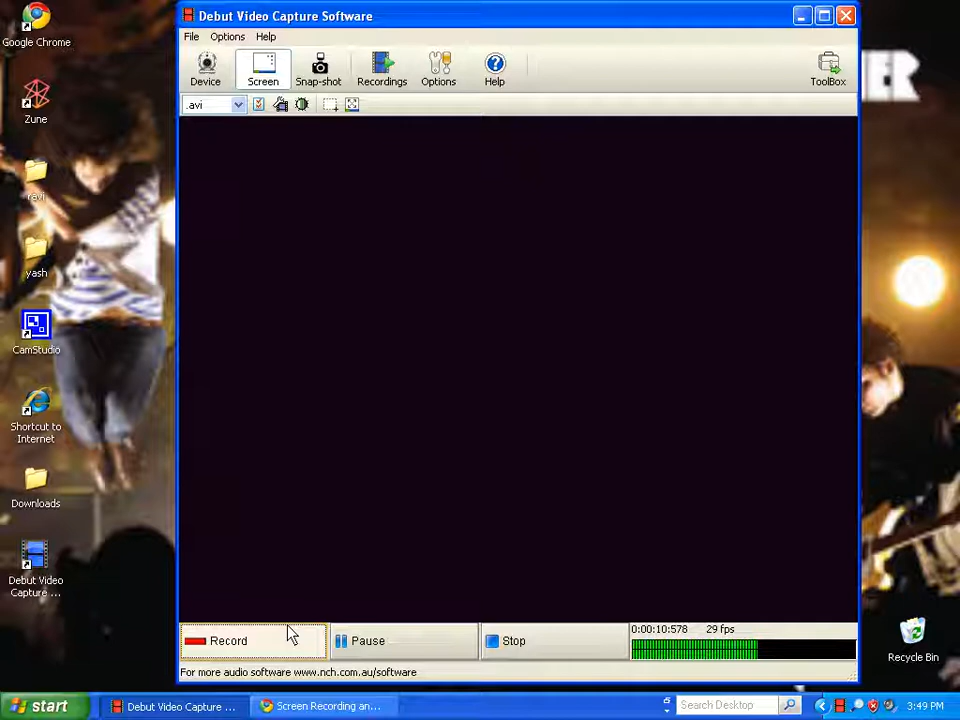 Debut Video Capture Software
File Options Help
Device Screen Snap-shot Recordings Options Help ToolBox
.avi
Google Chrome
Zune
ravi
yash
CamStudio
Shortcut to
Internet
Downloads
Debut Video
Capture ...
Record Pause Stop
0:00:10:578 29 fps
For more audio software www.nch.com.au/software
Recycle Bin
start Debut Video Capture ... Screen Recording an... Search Desktop 3:49 PM